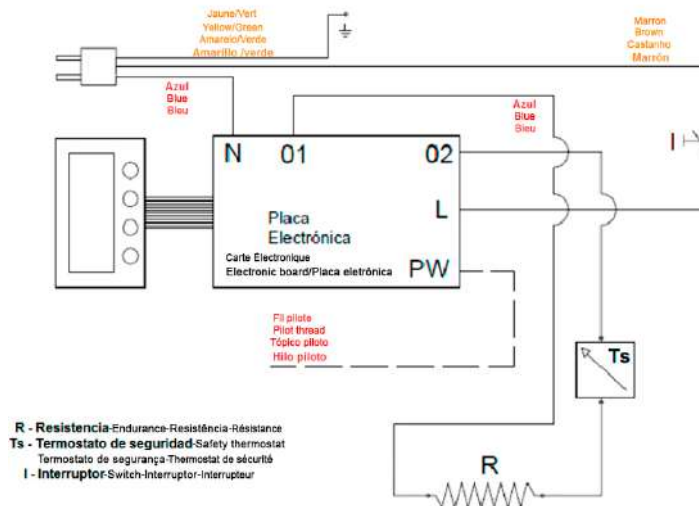 Jaune/Vert
Yellow/Green
Amarelo/Verde
Amarillo /verde
Marron
Brown
Castanho
Marrón
Azul
Blue
Bleu
Azul
Blue
Bleu
I
N 01 02
L
Placa
Electrónica
Carte Électronique
Electronic board/Placa eletrónica
PW
Fil pilote
Pilot thread
Tópico piloto
Hilo piloto
Ts
R
R - Resistencia-Endurance-Resistência-Résistance
Ts - Termostato de seguridad-Safety thermostat
Termostato de segurança-Thermostat de sécurité
I - Interruptor-Switch-Interruptor-Interrupteur